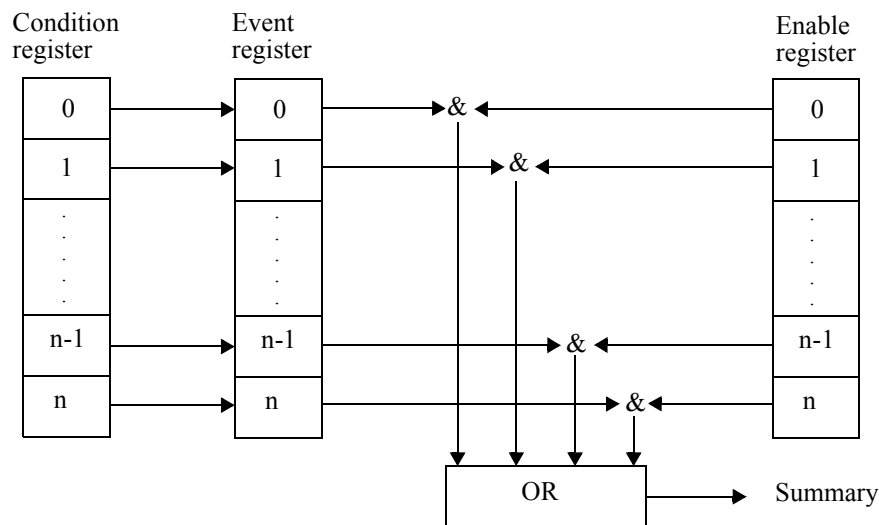 Condition register
Event register
Enable register
0
0
&
0
1
1
&
1
n-1
n-1
&
n-1
n
n
&
n
OR
Summary